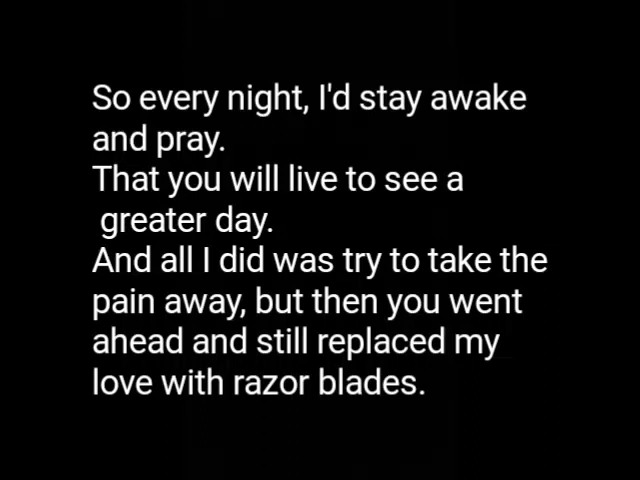 So every night, I'd stay awake
and pray.
That you will live to see a
greater day.
And all I did was try to take the
pain away, but then you went
ahead and still replaced my
love with razor blades.